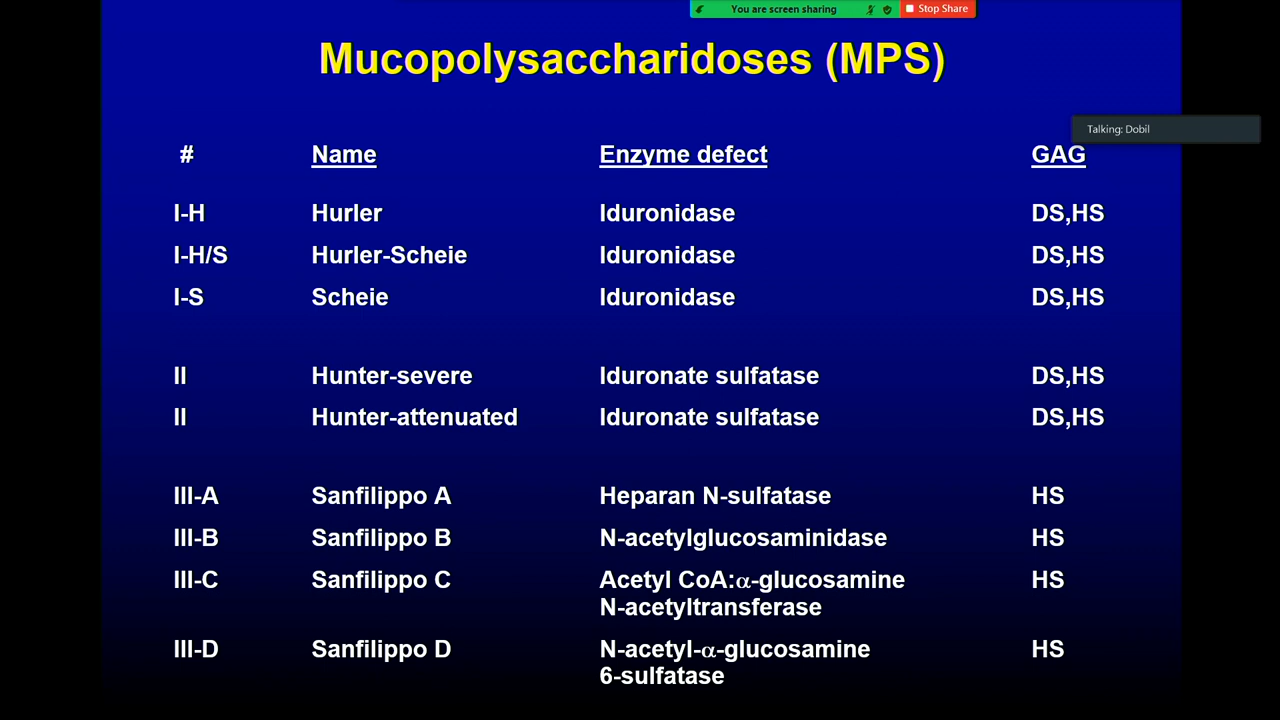 You are screen sharing Stop Share
Mucopolysaccharidoses (MPS)
Talking: Dobil
# Name Enzyme defect GAG
I-H Hurler Iduronidase DS,HS
I-H/S Hurler-Scheie Iduronidase DS,HS
I-S Scheie Iduronidase DS,HS
II Hunter-severe Iduronate sulfatase DS,HS
II Hunter-attenuated Iduronate sulfatase DS,HS
III-A Sanfilippo A Heparan N-sulfatase HS
III-B Sanfilippo B N-acetylglucosaminidase HS
III-C Sanfilippo C Acetyl CoA:α-glucosamine HS
N-acetyltransferase
III-D Sanfilippo D N-acetyl-α-glucosamine HS
6-sulfatase